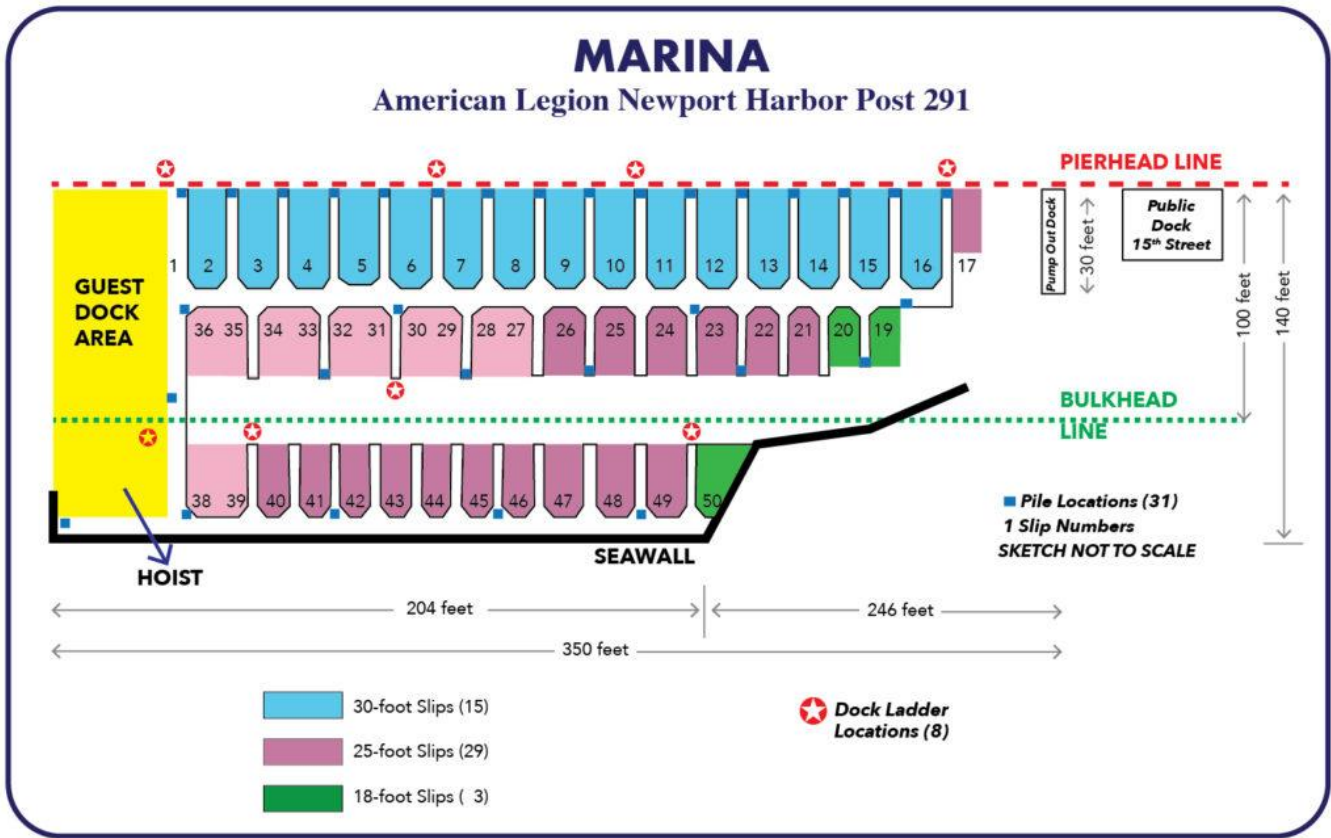 MARINA
American Legion Newport Harbor Post 291
PIERHEAD LINE
GUEST
DOCK
AREA
1 2 3 4 5 6 7 8 9 10 11 12 13 14 15 16 17
Pump Out Dock
30 feet
Public
Dock
15th Street
100 feet
140 feet
36 35 34 33 32 31 30 29 28 27 26 25 24 23 22 21 20 19
BULKHEAD
LINE
38 39 40 41 42 43 44 45 46 47 48 49 50
Pile Locations (31)
1 Slip Numbers
SKETCH NOT TO SCALE
SEAWALL
HOIST
204 feet
246 feet
350 feet
30-foot Slips (15)
25-foot Slips (29)
18-foot Slips ( 3)
Dock Ladder
Locations (8)